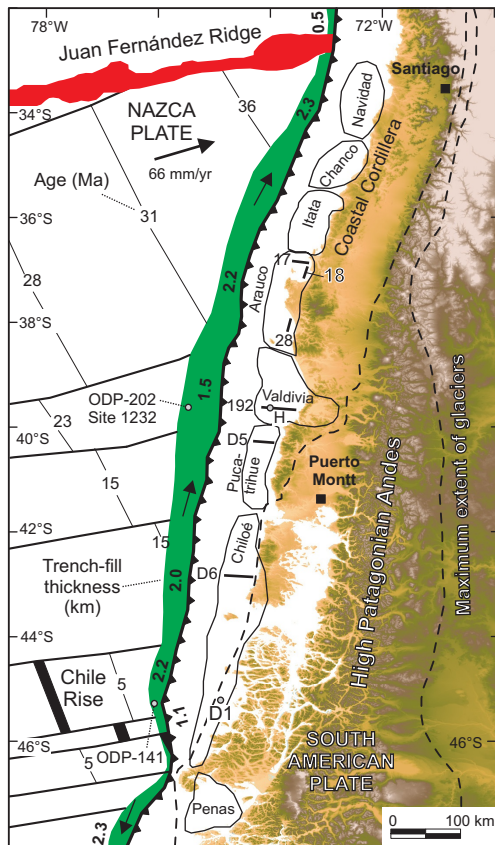 78°W
72°W
Juan Fernández Ridge
0.5
Santiago
34°S
NAZCA
PLATE
66 mm/yr
36
2.3
Navidad
Chanco
Coastal Cordillera
Age (Ma)
31
36°S
Itata
28
2.2
Arauco
17
18
38°S
28
ODP-202
Site 1232
1.5
Valdivia
192
H
23
40°S
D5
Puca-
trihue
15
Puerto
Montt
High Patagonian Andes
Maximum extent of glaciers
42°S
15
Chiloé
Trench-fill
thickness
(km)
2.0
D6
44°S
Chile
Rise
5
2.2
1.1
D1
46°S
5
ODP-141
SOUTH
AMERICAN
PLATE
46°S
Penas
2.3
0
100 km